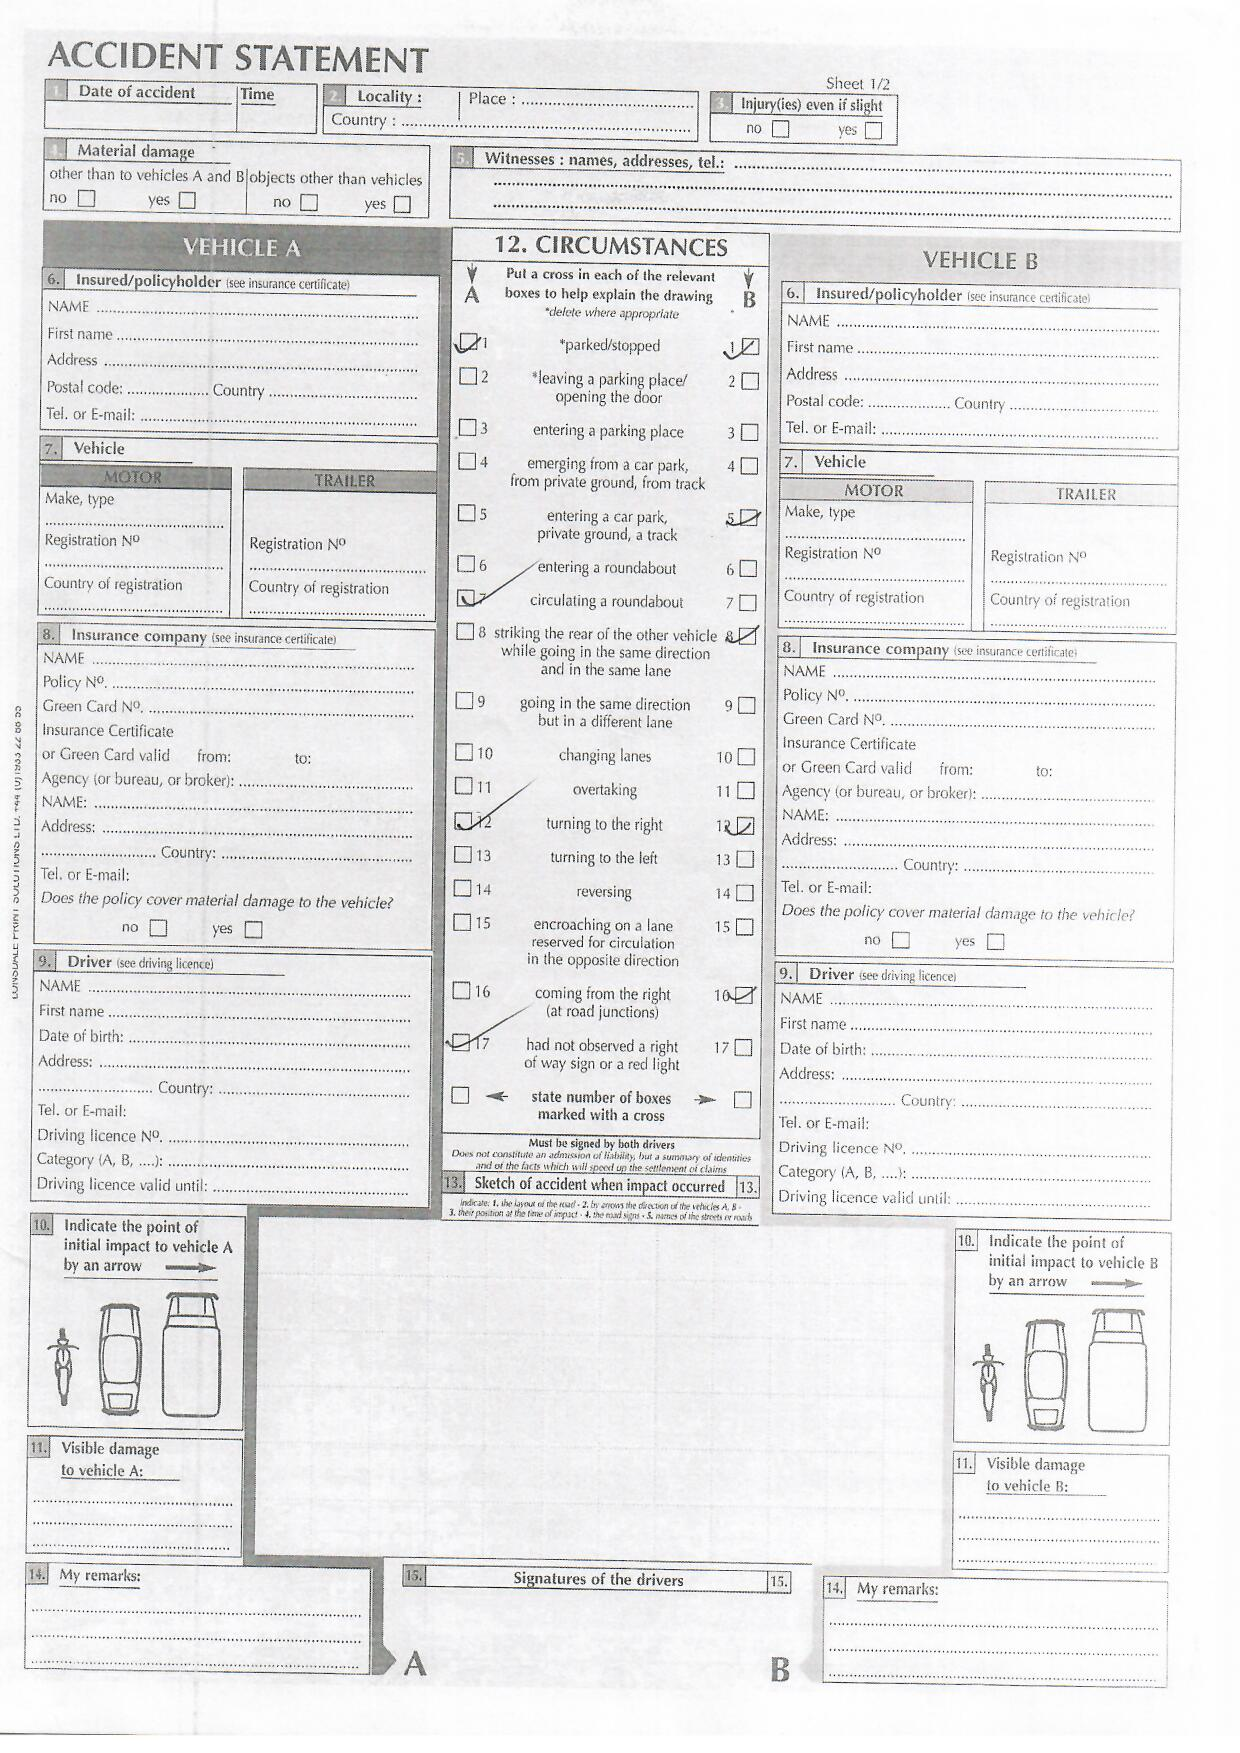 ACCIDENT STATEMENT
Sheet 1/2
1. Date of accident Time
2. Locality : Place : ........
Country : ........
3. Injury(ies) even if slight
no yes
4. Material damage
other than to vehicles A and B objects other than vehicles
no yes no yes
5. Witnesses : names, addresses, tel.: ........
VEHICLE A
6. Insured/policyholder (see insurance certificate)
NAME ........
First name ........
Address ........
Postal code: ........ Country ........
Tel. or E-mail: ........
7. Vehicle
MOTOR TRAILER
Make, type
Registration Nº Registration Nº
Country of registration Country of registration
8. Insurance company (see insurance certificate)
NAME ........
Policy Nº. ........
Green Card Nº. ........
Insurance Certificate
or Green Card valid from: to:
Agency (or bureau, or broker): ........
NAME: ........
Address: ........
........ Country: ........
Tel. or E-mail:
Does the policy cover material damage to the vehicle?
no yes
9. Driver (see driving licence)
NAME ........
First name ........
Date of birth: ........
Address: ........
........ Country: ........
Tel. or E-mail:
Driving licence Nº. ........
Category (A, B, ....): ........
Driving licence valid until: ........
10. Indicate the point of
initial impact to vehicle A
by an arrow
11. Visible damage
to vehicle A:
14. My remarks:
12. CIRCUMSTANCES
Put a cross in each of the relevant
A boxes to help explain the drawing B
*delete where appropriate
1 *parked/stopped 1
2 *leaving a parking place/ 2
opening the door
3 entering a parking place 3
4 emerging from a car park, 4
from private ground, from track
5 entering a car park, 5
private ground, a track
6 entering a roundabout 6
7 circulating a roundabout 7
8 striking the rear of the other vehicle 8
while going in the same direction
and in the same lane
9 going in the same direction 9
but in a different lane
10 changing lanes 10
11 overtaking 11
12 turning to the right 12
13 turning to the left 13
14 reversing 14
15 encroaching on a lane 15
reserved for circulation
in the opposite direction
16 coming from the right 16
(at road junctions)
17 had not observed a right 17
of way sign or a red light
state number of boxes
marked with a cross
Must be signed by both drivers
Does not constitute an admission of liability, but a summary of identities
and of the facts which will speed up the settlement of claims
13. Sketch of accident when impact occurred 13.
Indicate: 1. the layout of the road - 2. by arrows the direction of the vehicles A, B -
3. their position at the time of impact - 4. the road signs - 5. names of the streets or roads
15. Signatures of the drivers 15.
A B
VEHICLE B
6. Insured/policyholder (see insurance certificate)
NAME ........
First name ........
Address ........
Postal code: ........ Country ........
Tel. or E-mail: ........
7. Vehicle
MOTOR TRAILER
Make, type
Registration Nº Registration Nº
Country of registration Country of registration
8. Insurance company (see insurance certificate)
NAME ........
Policy Nº. ........
Green Card Nº. ........
Insurance Certificate
or Green Card valid from: to:
Agency (or bureau, or broker): ........
NAME: ........
Address: ........
........ Country: ........
Tel. or E-mail:
Does the policy cover material damage to the vehicle?
no yes
9. Driver (see driving licence)
NAME ........
First name ........
Date of birth: ........
Address: ........
........ Country: ........
Tel. or E-mail:
Driving licence Nº. ........
Category (A, B, ....): ........
Driving licence valid until: ........
10. Indicate the point of
initial impact to vehicle B
by an arrow
11. Visible damage
to vehicle B:
14. My remarks:
PRINT SOLUTIONS LTD.